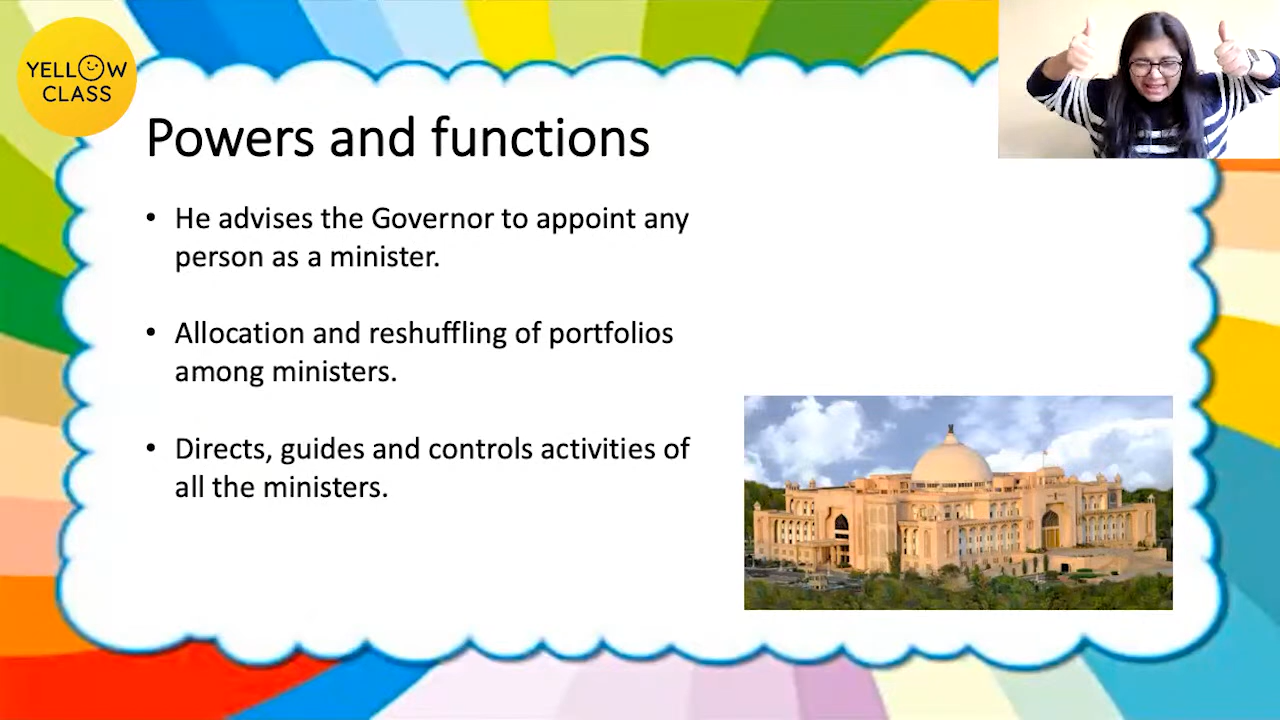 YELLOW
CLASS
Powers and functions
• He advises the Governor to appoint any
person as a minister.
• Allocation and reshuffling of portfolios
among ministers.
• Directs, guides and controls activities of
all the ministers.